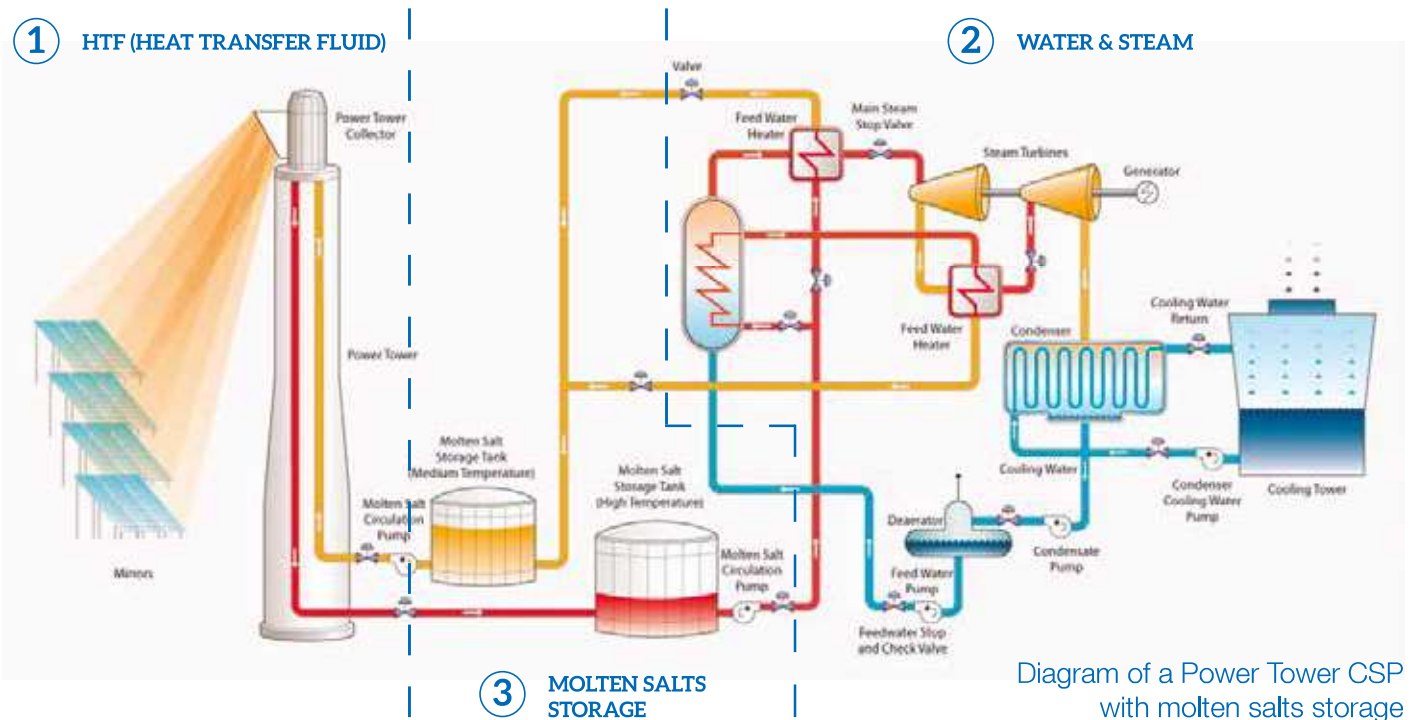 1
HTF (HEAT TRANSFER FLUID)
2
WATER & STEAM
Valve
Power Tower
Collector
Feed Water
Heater
Main Steam
Stop Valve
Steam Turbines
Generator
Cooling Water
Return
Condenser
Feed Water
Heater
Power Tower
Molten Salt
Storage Tank
(Medium Temperature)
Molten Salt
Storage Tank
(High Temperature)
Cooling Water
Condenser
Cooling Water
Pump
Cooling Tower
Molten Salt
Circulation
Pump
Deaerator
Condensate
Pump
Mirrors
Molten Salt
Circulation
Pump
Feed Water
Pump
Feedwater Stop
and Check Valve
3
MOLTEN SALTS
STORAGE
Diagram of a Power Tower CSP
with molten salts storage